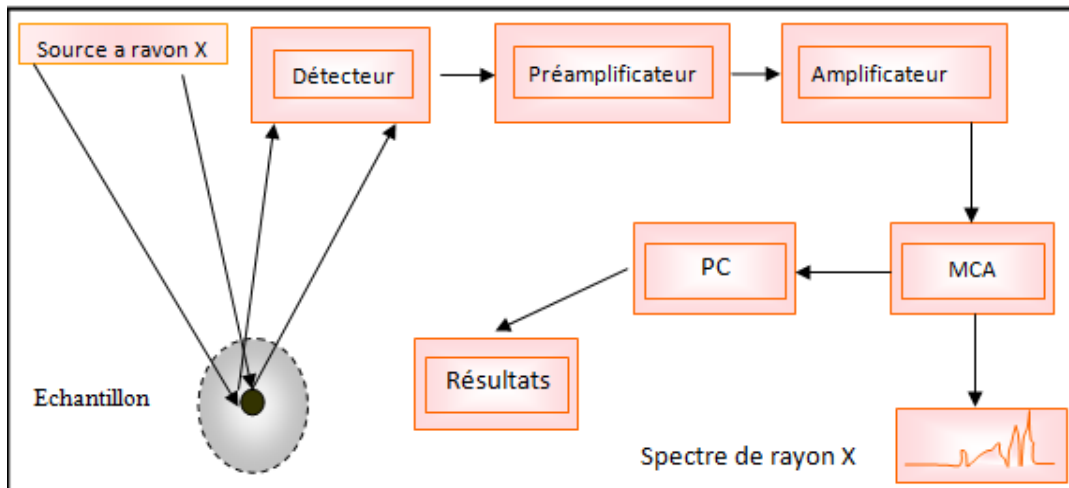 Source a rayon X
Détecteur
Préamplificateur
Amplificateur
PC
MCA
Résultats
Echantillon
Spectre de rayon X